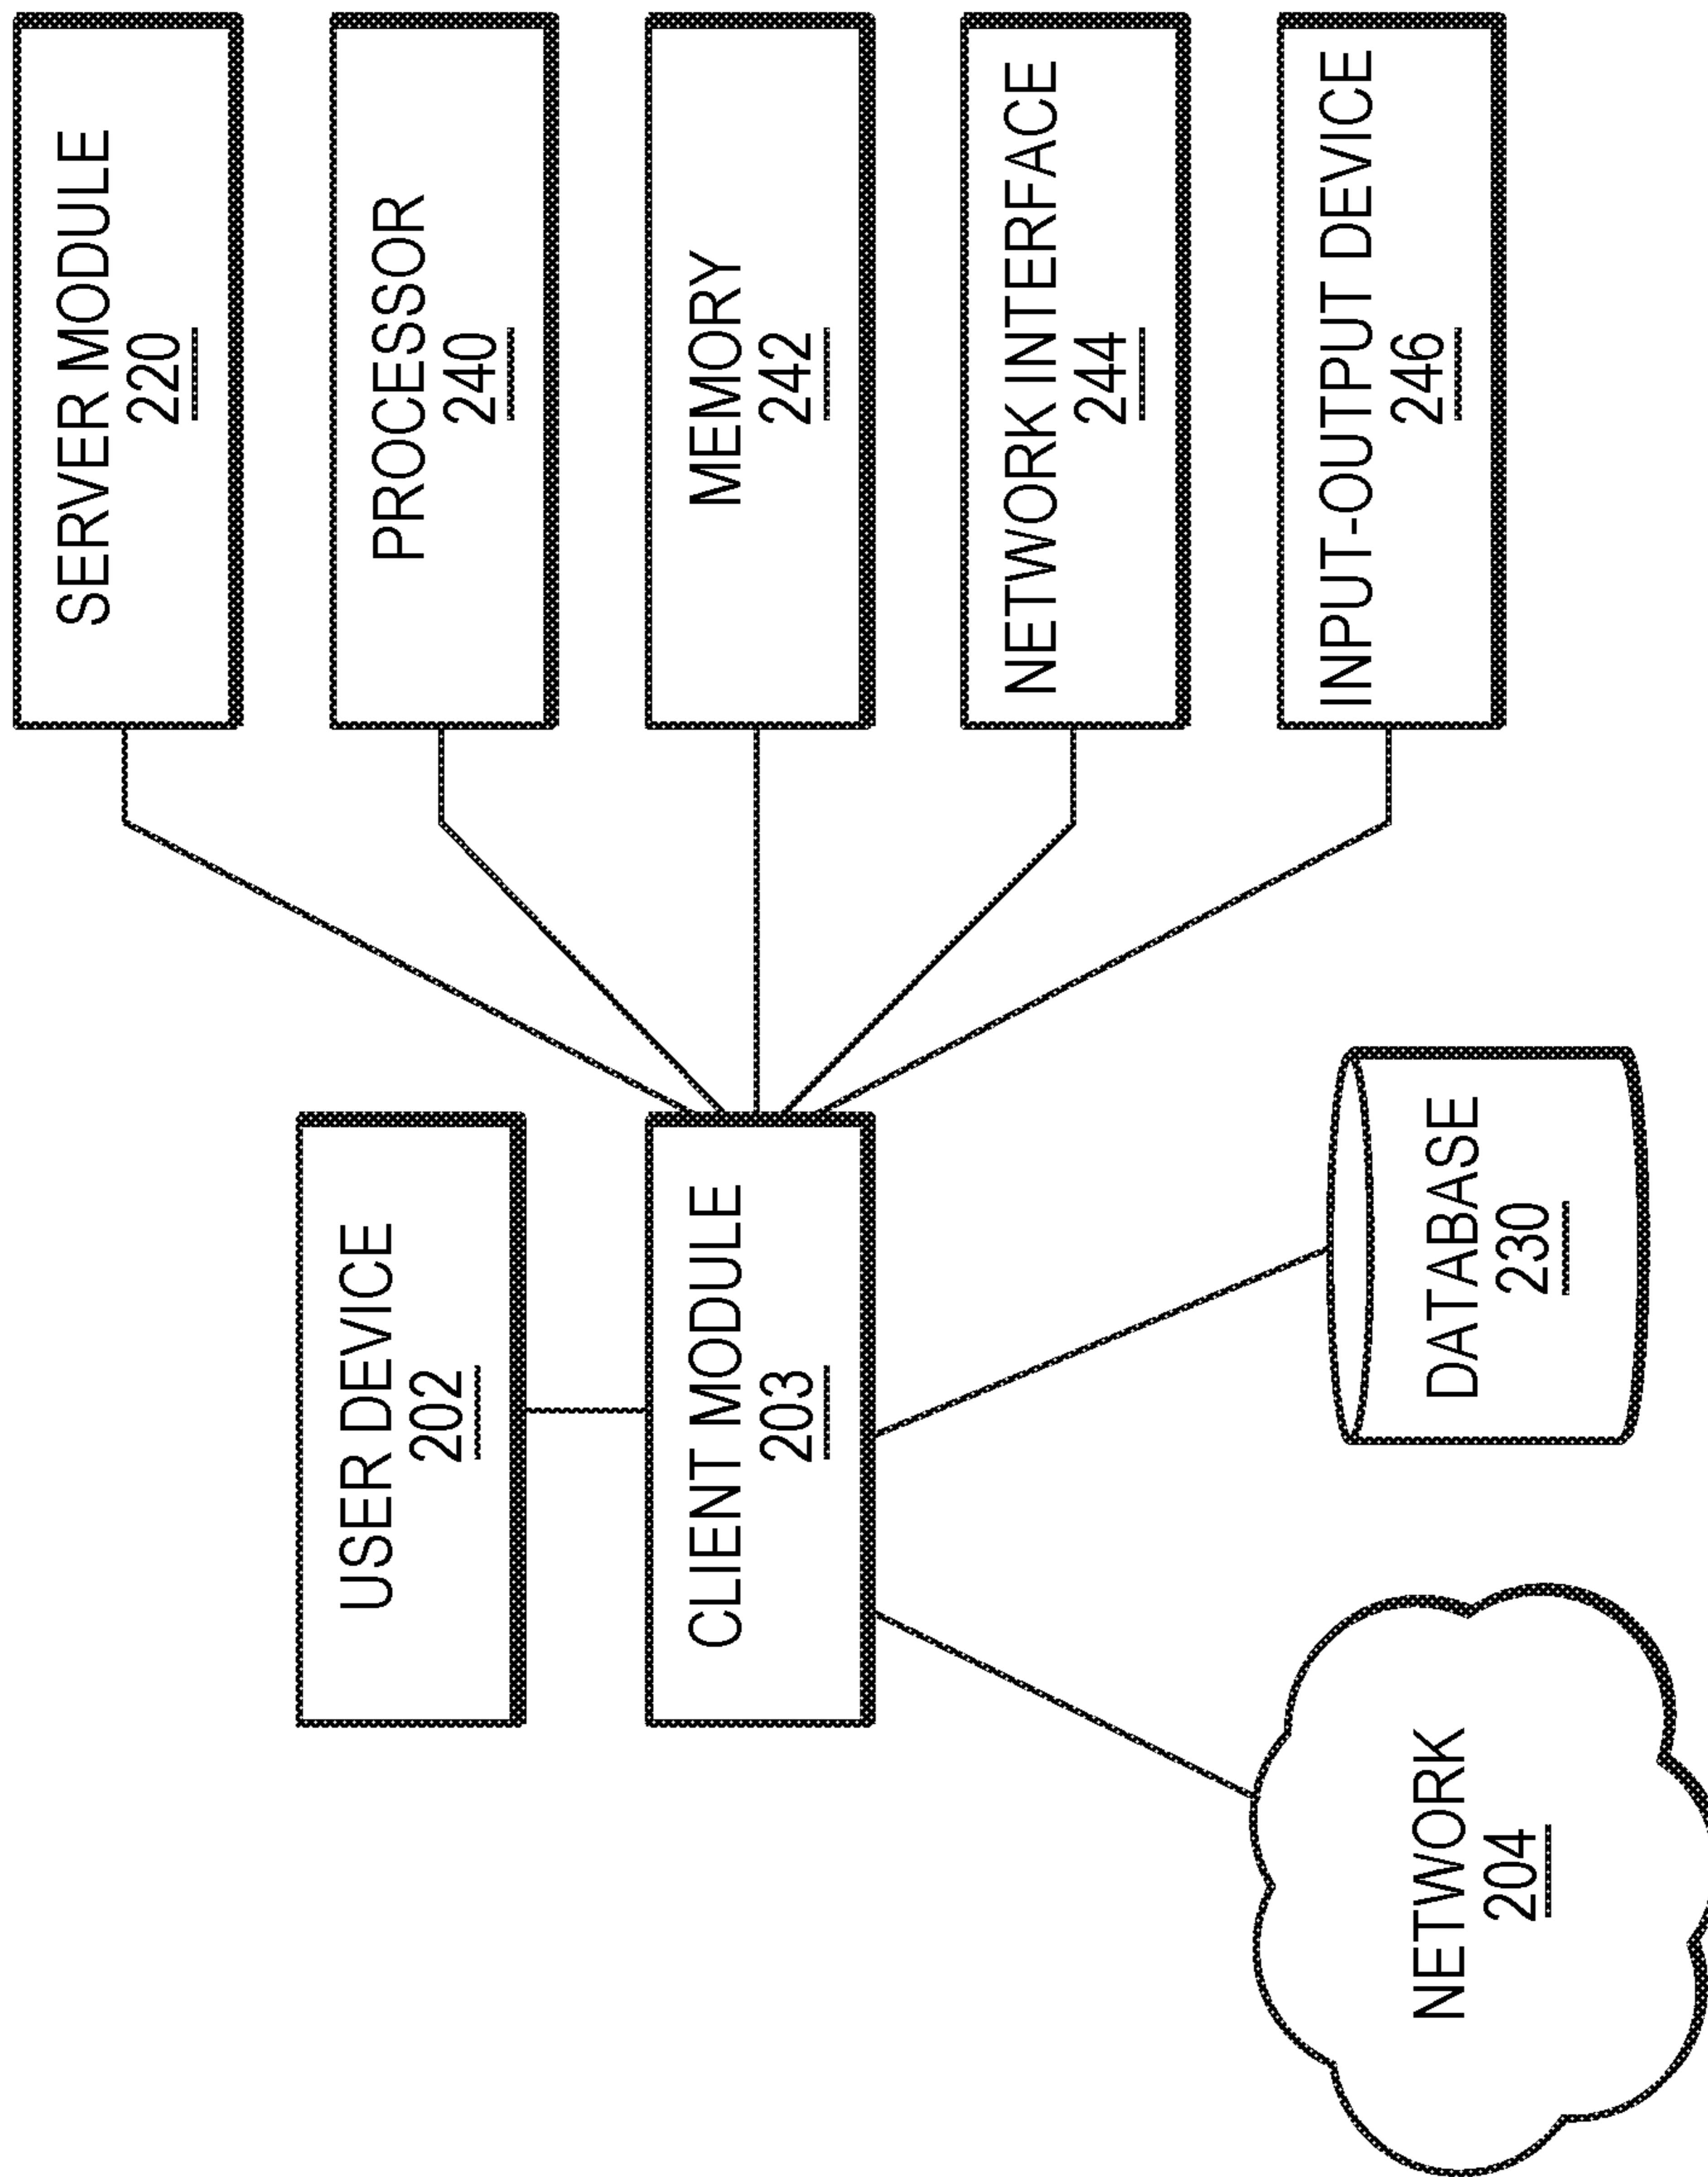 SERVER MODULE
220
PROCESSOR
240
USER DEVICE
202
CLIENT MODULE
203
MEMORY
242
NETWORK INTERFACE
244
INPUT-OUTPUT DEVICE
246
NETWORK
204
DATABASE
230